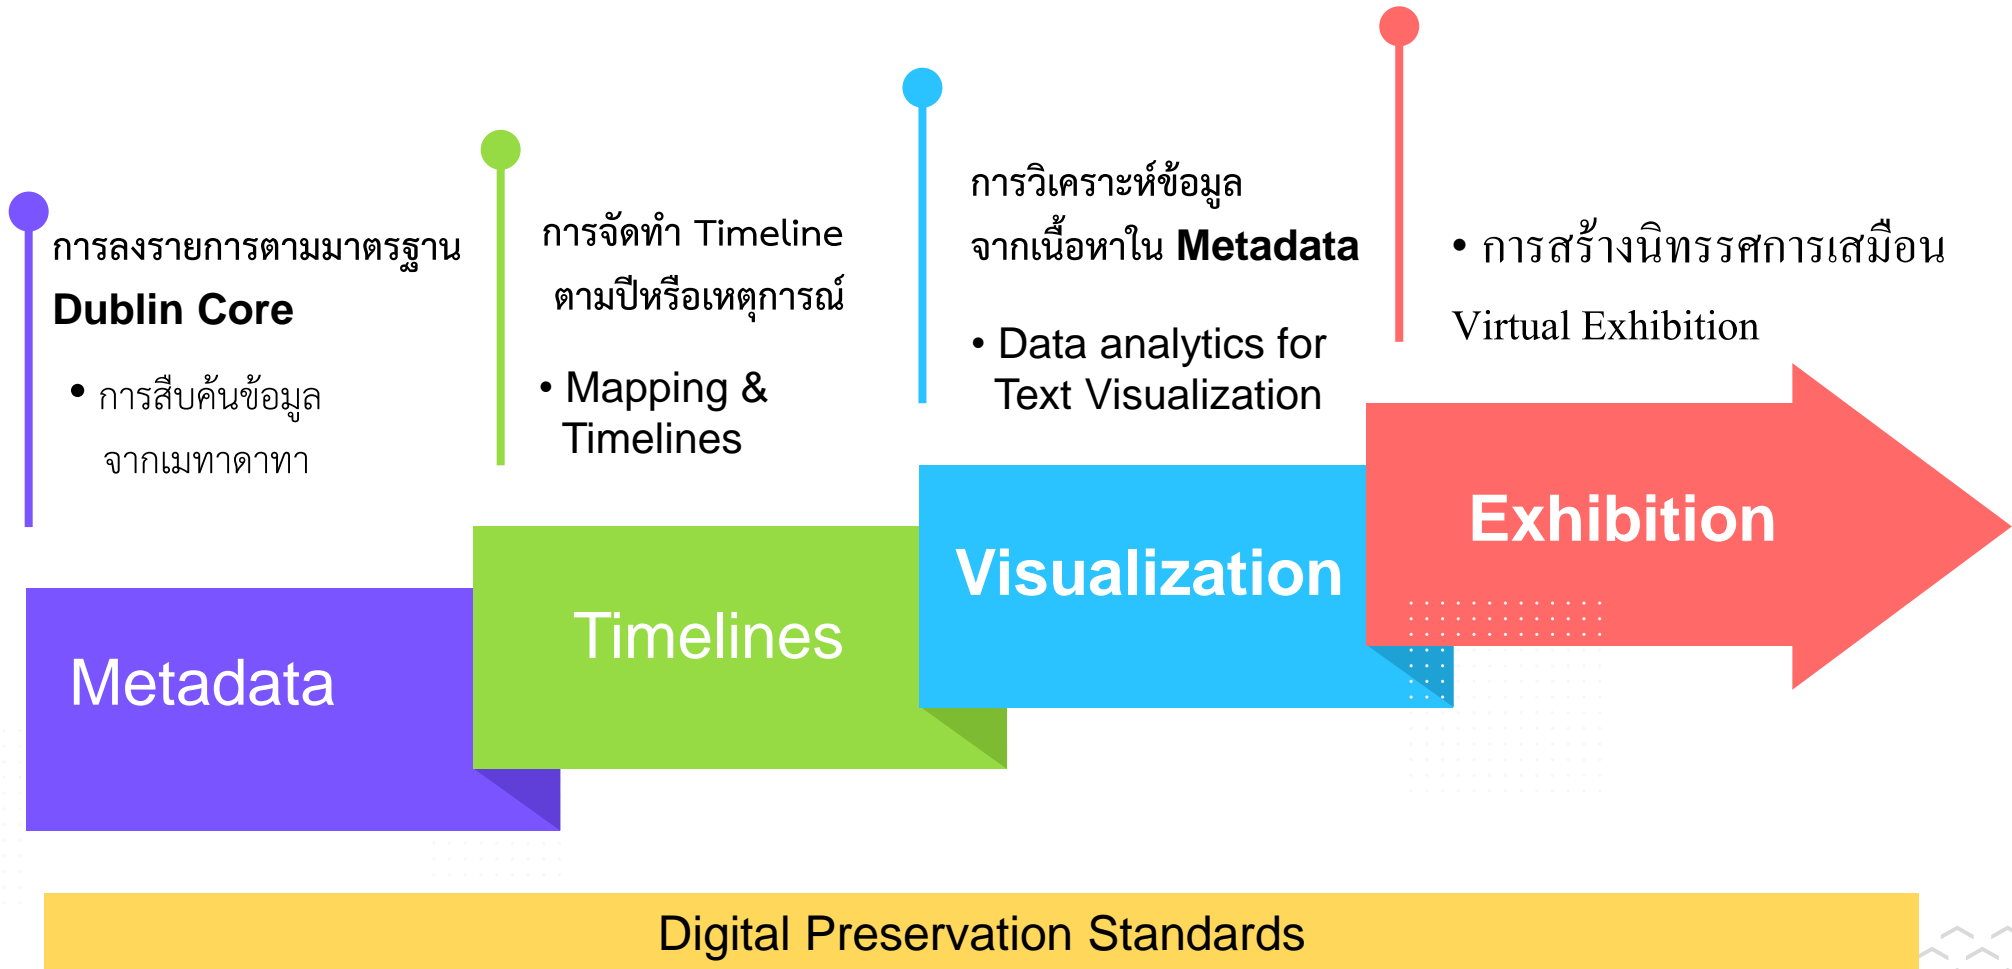 การลงรายการตามมาตรฐาน
Dublin Core
• การสืบค้นข้อมูล
จากเมทาดาทา
การจัดทำ Timeline
ตามปีหรือเหตุการณ์
• Mapping &
Timelines
การวิเคราะห์ข้อมูล
จากเนื้อหาใน Metadata
• Data analytics for
Text Visualization
• การสร้างนิทรรศการเสมือน
Virtual Exhibition
Metadata
Timelines
Visualization
Exhibition
Digital Preservation Standards